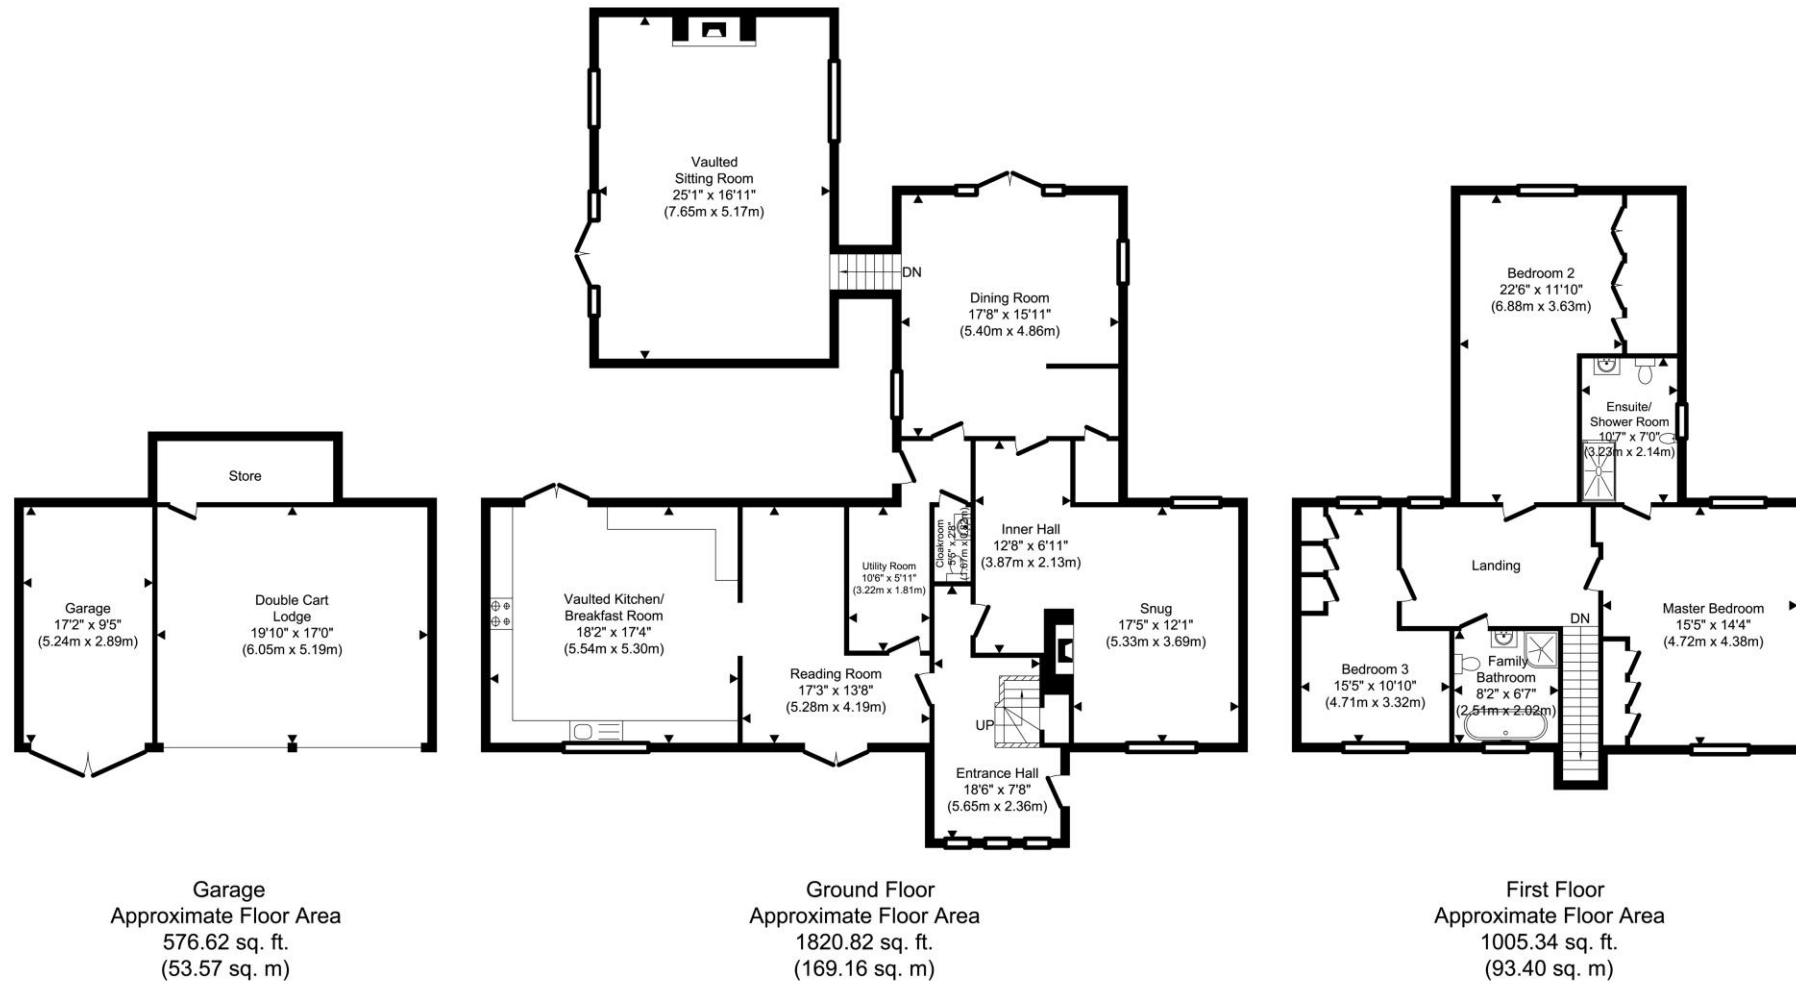 Vaulted
Sitting Room
25'1" x 16'11"
(7.65m x 5.17m)
DN
Dining Room
17'8" x 15'11"
(5.40m x 4.86m)
Store
Garage
17'2" x 9'5"
(5.24m x 2.89m)
Double Cart
Lodge
19'10" x 17'0"
(6.05m x 5.19m)
Vaulted Kitchen/
Breakfast Room
18'2" x 17'4"
(5.54m x 5.30m)
Utility Room
10'6" x 5'11"
(3.22m x 1.81m)
Cloakroom
5'6" x 2'8"
(1.67m x 0.82m)
Inner Hall
12'8" x 6'11"
(3.87m x 2.13m)
Snug
17'5" x 12'1"
(5.33m x 3.69m)
Reading Room
17'3" x 13'8"
(5.28m x 4.19m)
UP
Entrance Hall
18'6" x 7'8"
(5.65m x 2.36m)
Bedroom 2
22'6" x 11'10"
(6.88m x 3.63m)
Ensuite/
Shower Room
10'7" x 7'0"
(3.23m x 2.14m)
Landing
DN
Master Bedroom
15'5" x 14'4"
(4.72m x 4.38m)
Bedroom 3
15'5" x 10'10"
(4.71m x 3.32m)
Family
Bathroom
8'2" x 6'7"
(2.51m x 2.02m)
Garage
Approximate Floor Area
576.62 sq. ft.
(53.57 sq. m)
Ground Floor
Approximate Floor Area
1820.82 sq. ft.
(169.16 sq. m)
First Floor
Approximate Floor Area
1005.34 sq. ft.
(93.40 sq. m)